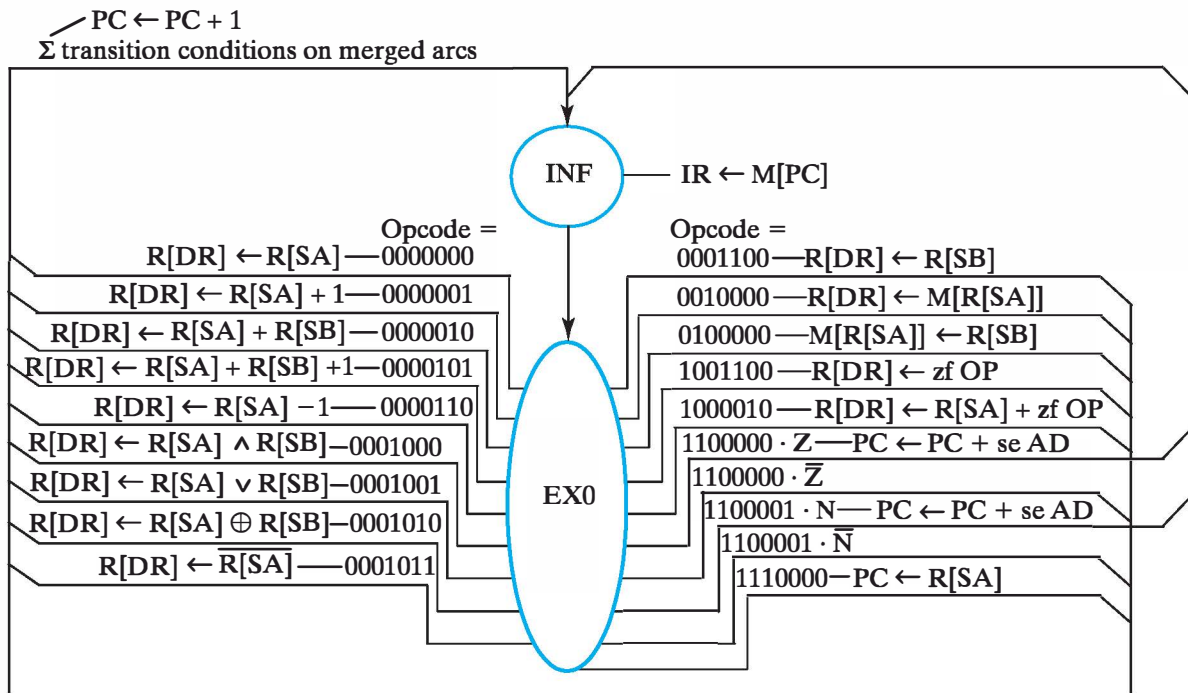 PC ← PC + 1
Σ transition conditions on merged arcs
INF
IR ← M[PC]
Opcode =
R[DR] ← R[SA] — 0000000
R[DR] ← R[SA] + 1 — 0000001
R[DR] ← R[SA] + R[SB] — 0000010
R[DR] ← R[SA] + R[SB] +1 — 0000101
R[DR] ← R[SA] −1 — 0000110
R[DR] ← R[SA] ∧ R[SB] — 0001000
R[DR] ← R[SA] ∨ R[SB] — 0001001
R[DR] ← R[SA] ⊕ R[SB] — 0001010
R[DR] ← R̅[̅S̅A̅]̅ — 0001011
EX0
Opcode =
0001100 — R[DR] ← R[SB]
0010000 — R[DR] ← M[R[SA]]
0100000 — M[R[SA]] ← R[SB]
1001100 — R[DR] ← zf OP
1000010 — R[DR] ← R[SA] + zf OP
1100000 · Z — PC ← PC + se AD
1100000 · Z̅
1100001 · N — PC ← PC + se AD
1100001 · N̅
1110000 — PC ← R[SA]